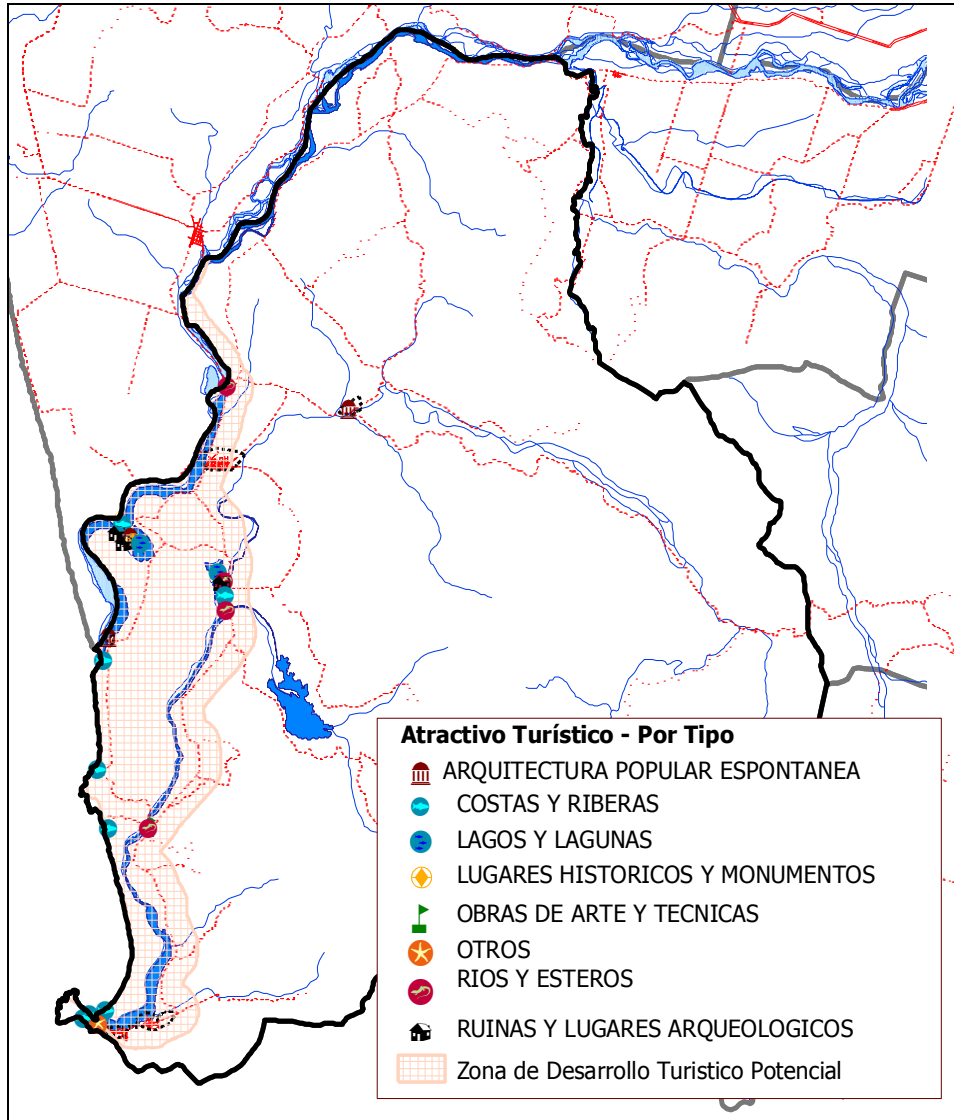 Atractivo Turístico - Por Tipo
ARQUITECTURA POPULAR ESPONTANEA
COSTAS Y RIBERAS
LAGOS Y LAGUNAS
LUGARES HISTORICOS Y MONUMENTOS
OBRAS DE ARTE Y TECNICAS
OTROS
RIOS Y ESTEROS
RUINAS Y LUGARES ARQUEOLOGICOS
Zona de Desarrollo Turistico Potencial